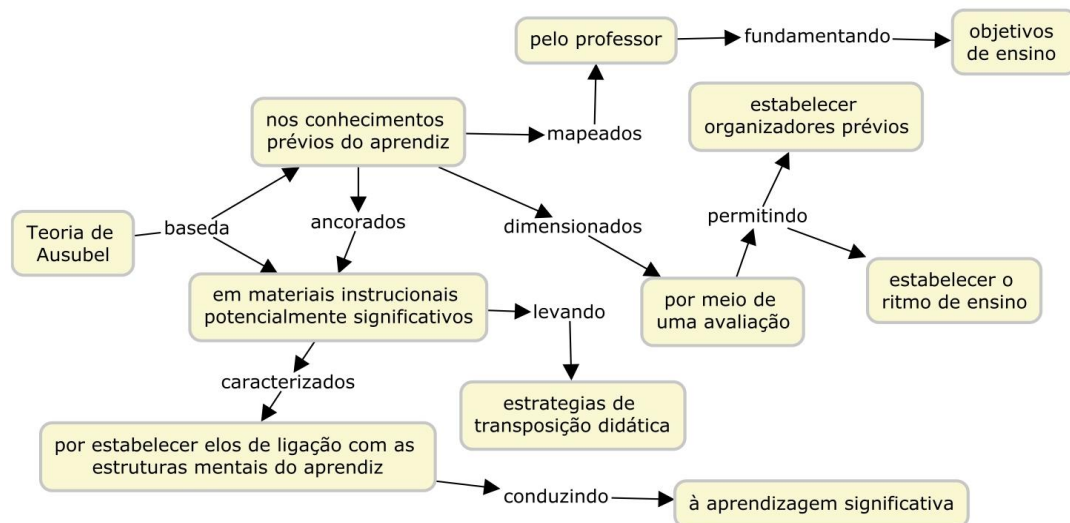 pelo professor
fundamentando
objetivos
de ensino
nos conhecimentos
prévios do aprendiz
mapeados
estabelecer
organizadores prévios
Teoria de
Ausubel
baseda
ancorados
dimensionados
permitindo
em materiais instrucionais
potencialmente significativos
levando
por meio de
uma avaliação
estabelecer o
ritmo de ensino
caracterizados
estrategias de
transposição didática
por estabelecer elos de ligação com as
estruturas mentais do aprendiz
conduzindo
à aprendizagem significativa